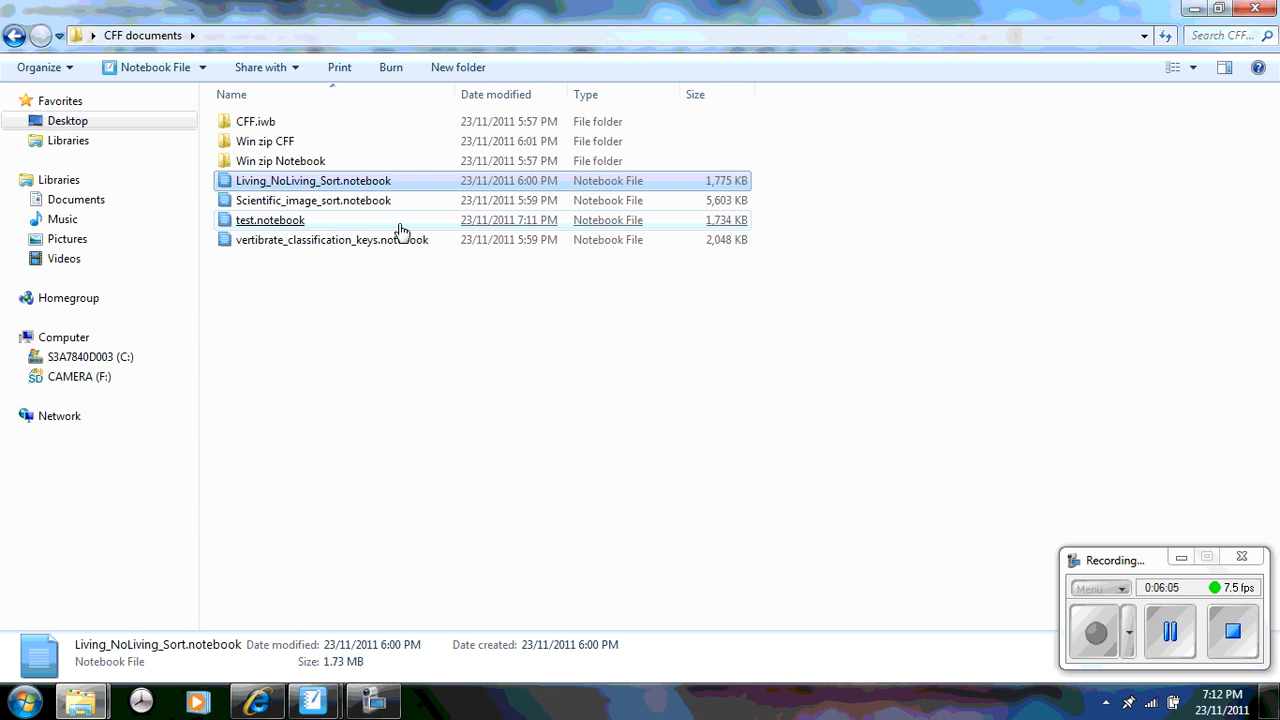 CFF documents
Search CFF...
Organize Notebook File Share with Print Burn New folder
Name Date modified Type Size
Favorites
Desktop
Libraries
Libraries
Documents
Music
Pictures
Videos
Homegroup
Computer
S3A7840D003 (C:)
CAMERA (F:)
Network
CFF.iwb 23/11/2011 5:57 PM File folder
Win zip CFF 23/11/2011 6:01 PM File folder
Win zip Notebook 23/11/2011 5:57 PM File folder
Living_NoLiving_Sort.notebook 23/11/2011 6:00 PM Notebook File 1,775 KB
Scientific_image_sort.notebook 23/11/2011 5:59 PM Notebook File 5,603 KB
test.notebook 23/11/2011 7:11 PM Notebook File 1,734 KB
vertibrate_classification_keys.notebook 23/11/2011 5:59 PM Notebook File 2,048 KB
Recording...
Menu 0:06:05 7.5 fps
Living_NoLiving_Sort.notebook Date modified: 23/11/2011 6:00 PM Date created: 23/11/2011 6:00 PM
Notebook File Size: 1.73 MB
7:12 PM
23/11/2011